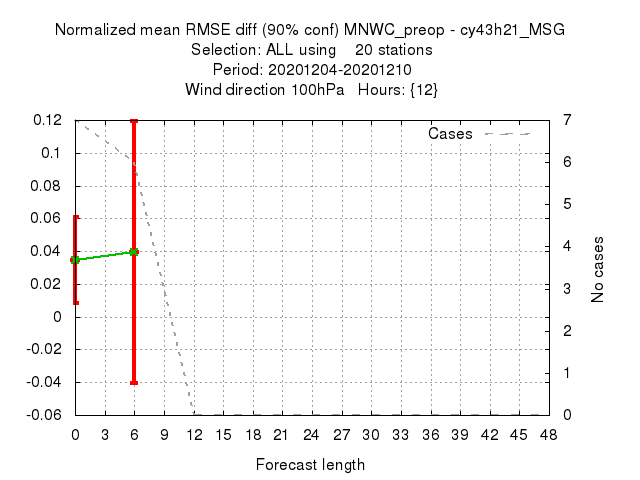 Normalized mean RMSE diff (90% conf) MNWC_preop - cy43h21_MSG
Selection: ALL using 20 stations
Period: 20201204-20201210
Wind direction 100hPa Hours: {12}
Cases
0.12
0.1
0.08
0.06
0.04
0.02
0
-0.02
-0.04
-0.06
7
6
5
4
3
2
1
0
No cases
0 3 6 9 12 15 18 21 24 27 30 33 36 39 42 45 48
Forecast length